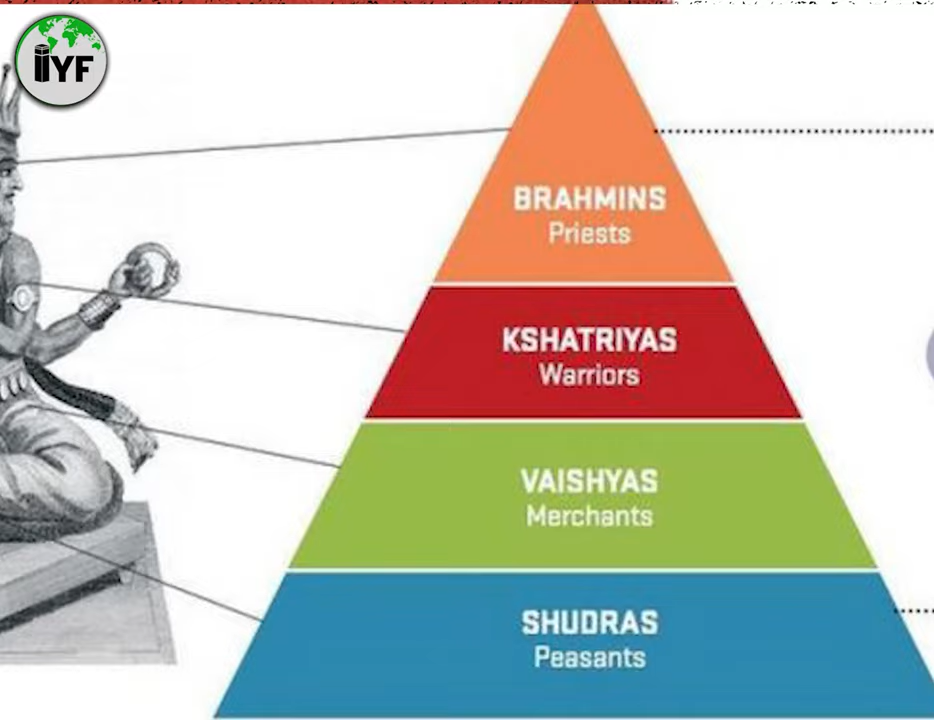 iYF
BRAHMINS
Priests
KSHATRIYAS
Warriors
VAISHYAS
Merchants
SHUDRAS
Peasants